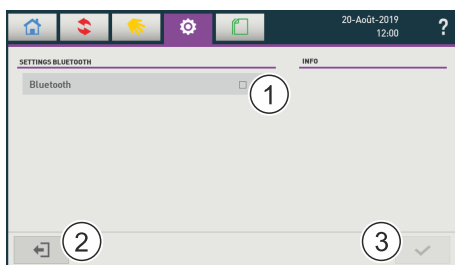 20-Août-2019
12:00
?
SETTINGS BLUETOOTH
INFO
Bluetooth
1
2
3